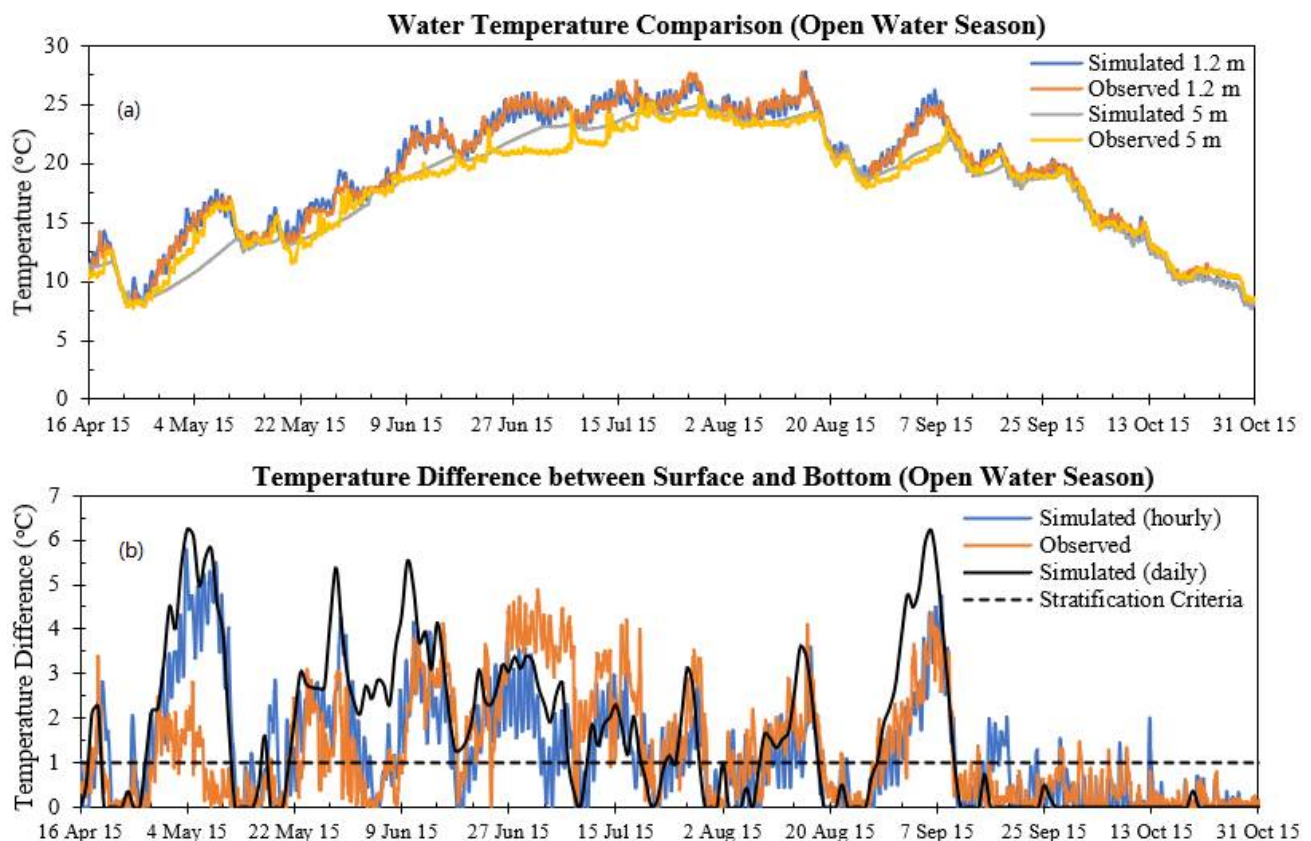 Water Temperature Comparison (Open Water Season)
30
25
20
15
10
5
0
Temperature (°C)
(a)
Simulated 1.2 m
Observed 1.2 m
Simulated 5 m
Observed 5 m
16 Apr 15 4 May 15 22 May 15 9 Jun 15 27 Jun 15 15 Jul 15 2 Aug 15 20 Aug 15 7 Sep 15 25 Sep 15 13 Oct 15 31 Oct 15
Temperature Difference between Surface and Bottom (Open Water Season)
7
6
5
4
3
2
1
0
Temperature Difference (°C)
(b)
Simulated (hourly)
Observed
Simulated (daily)
Stratification Criteria
16 Apr 15 4 May 15 22 May 15 9 Jun 15 27 Jun 15 15 Jul 15 2 Aug 15 20 Aug 15 7 Sep 15 25 Sep 15 13 Oct 15 31 Oct 15